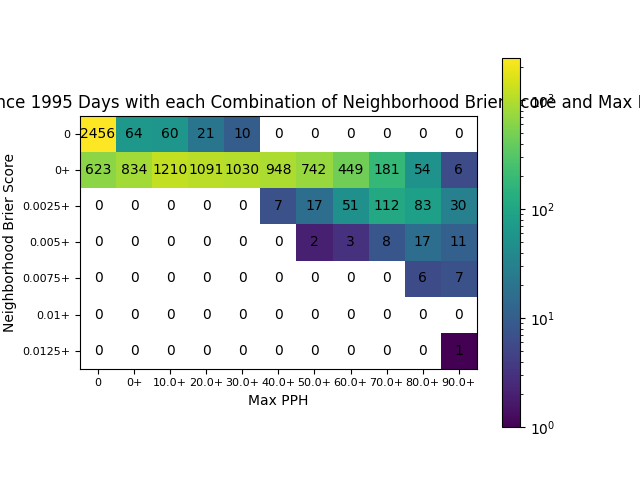 nce 1995 Days with each Combination of Neighborhood Brier Score and Max
Neighborhood Brier Score
0 2456 64 60 21 10 0 0 0 0 0 0
0+ 623 834 1210 1091 1030 948 742 449 181 54 6
0.0025+ 0 0 0 0 0 7 17 51 112 83 30
0.005+ 0 0 0 0 0 0 2 3 8 17 11
0.0075+ 0 0 0 0 0 0 0 0 0 6 7
0.01+ 0 0 0 0 0 0 0 0 0 0 0
0.0125+ 0 0 0 0 0 0 0 0 0 0 1
0 0+ 10.0+ 20.0+ 30.0+ 40.0+ 50.0+ 60.0+ 70.0+ 80.0+ 90.0+
Max PPH
10³
10²
10¹
10⁰